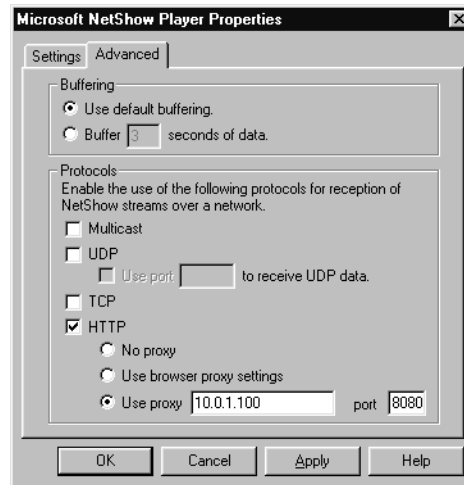 Microsoft NetShow Player Properties
Settings Advanced
Buffering
Use default buffering.
Buffer 3 seconds of data.
Protocols
Enable the use of the following protocols for reception of
NetShow streams over a network.
Multicast
UDP
Use port to receive UDP data.
TCP
HTTP
No proxy
Use browser proxy settings
Use proxy 10.0.1.100 port 8080
OK Cancel Apply Help